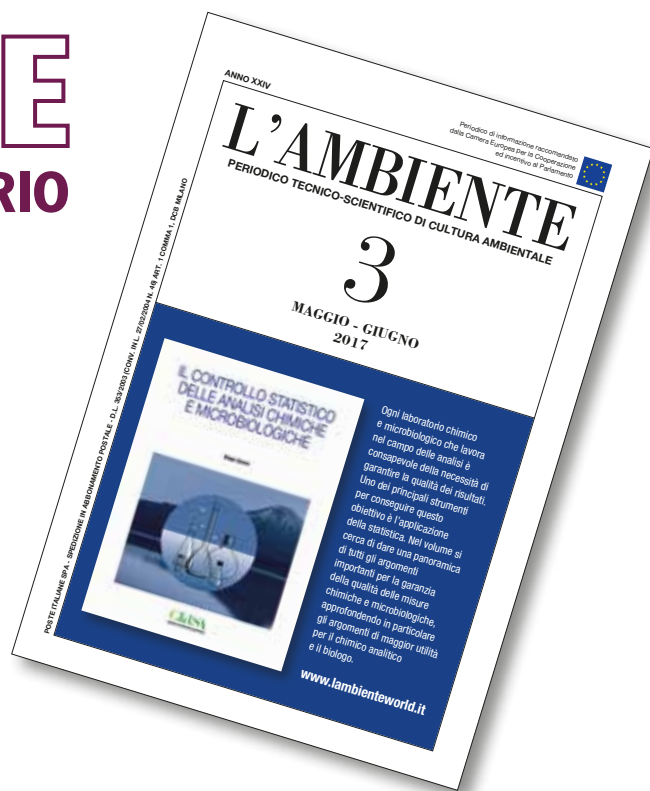 E
RIO
ANNO XXIV
Periodico di informazione raccomandato
dalla Camera Europea per la Cooperazione
ed incentivo al Parlamento
L'AMBIENTE
PERIODICO TECNICO-SCIENTIFICO DI CULTURA AMBIENTALE
3
MAGGIO - GIUGNO
2017
POSTE ITALIANE SPA - SPEDIZIONE IN ABBONAMENTO POSTALE - D.L. 353/2003 (CONV. IN L. 27/02/2004 N. 46) ART. 1 COMMA 1, DCB MILANO
IL CONTROLLO STATISTICO
DELLE ANALISI CHIMICHE
E MICROBIOLOGICHE
Ogni laboratorio chimico
e microbiologico che lavora
nel campo delle analisi è
consapevole della necessità di
garantire la qualità dei risultati.
Uno dei principali strumenti
per conseguire questo
obiettivo è l'applicazione
della statistica. Nel volume si
cerca di dare una panoramica
di tutti gli argomenti
importanti per la garanzia
della qualità delle misure
chimiche e microbiologiche,
approfondendo in particolare
gli argomenti di maggior utilità
per il chimico analitico
e il biologo.
www.lambienteworld.it